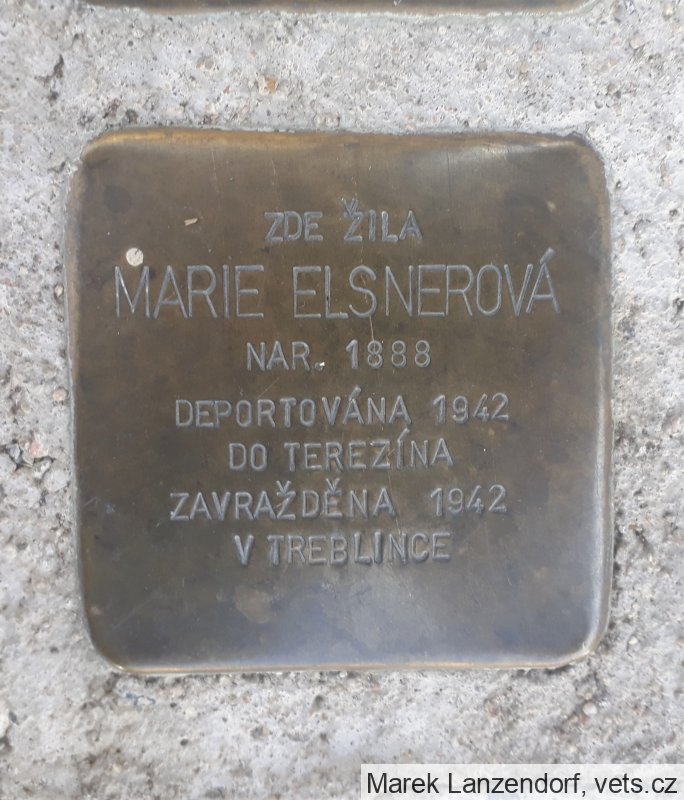 ZDE ŽILA
MARIE ELSNEROVÁ
NAR. 1888
DEPORTOVÁNA 1942
DO TEREZÍNA
ZAVRAŽDĚNA 1942
V TREBLINCE
Marek Lanzendorf, vets.cz